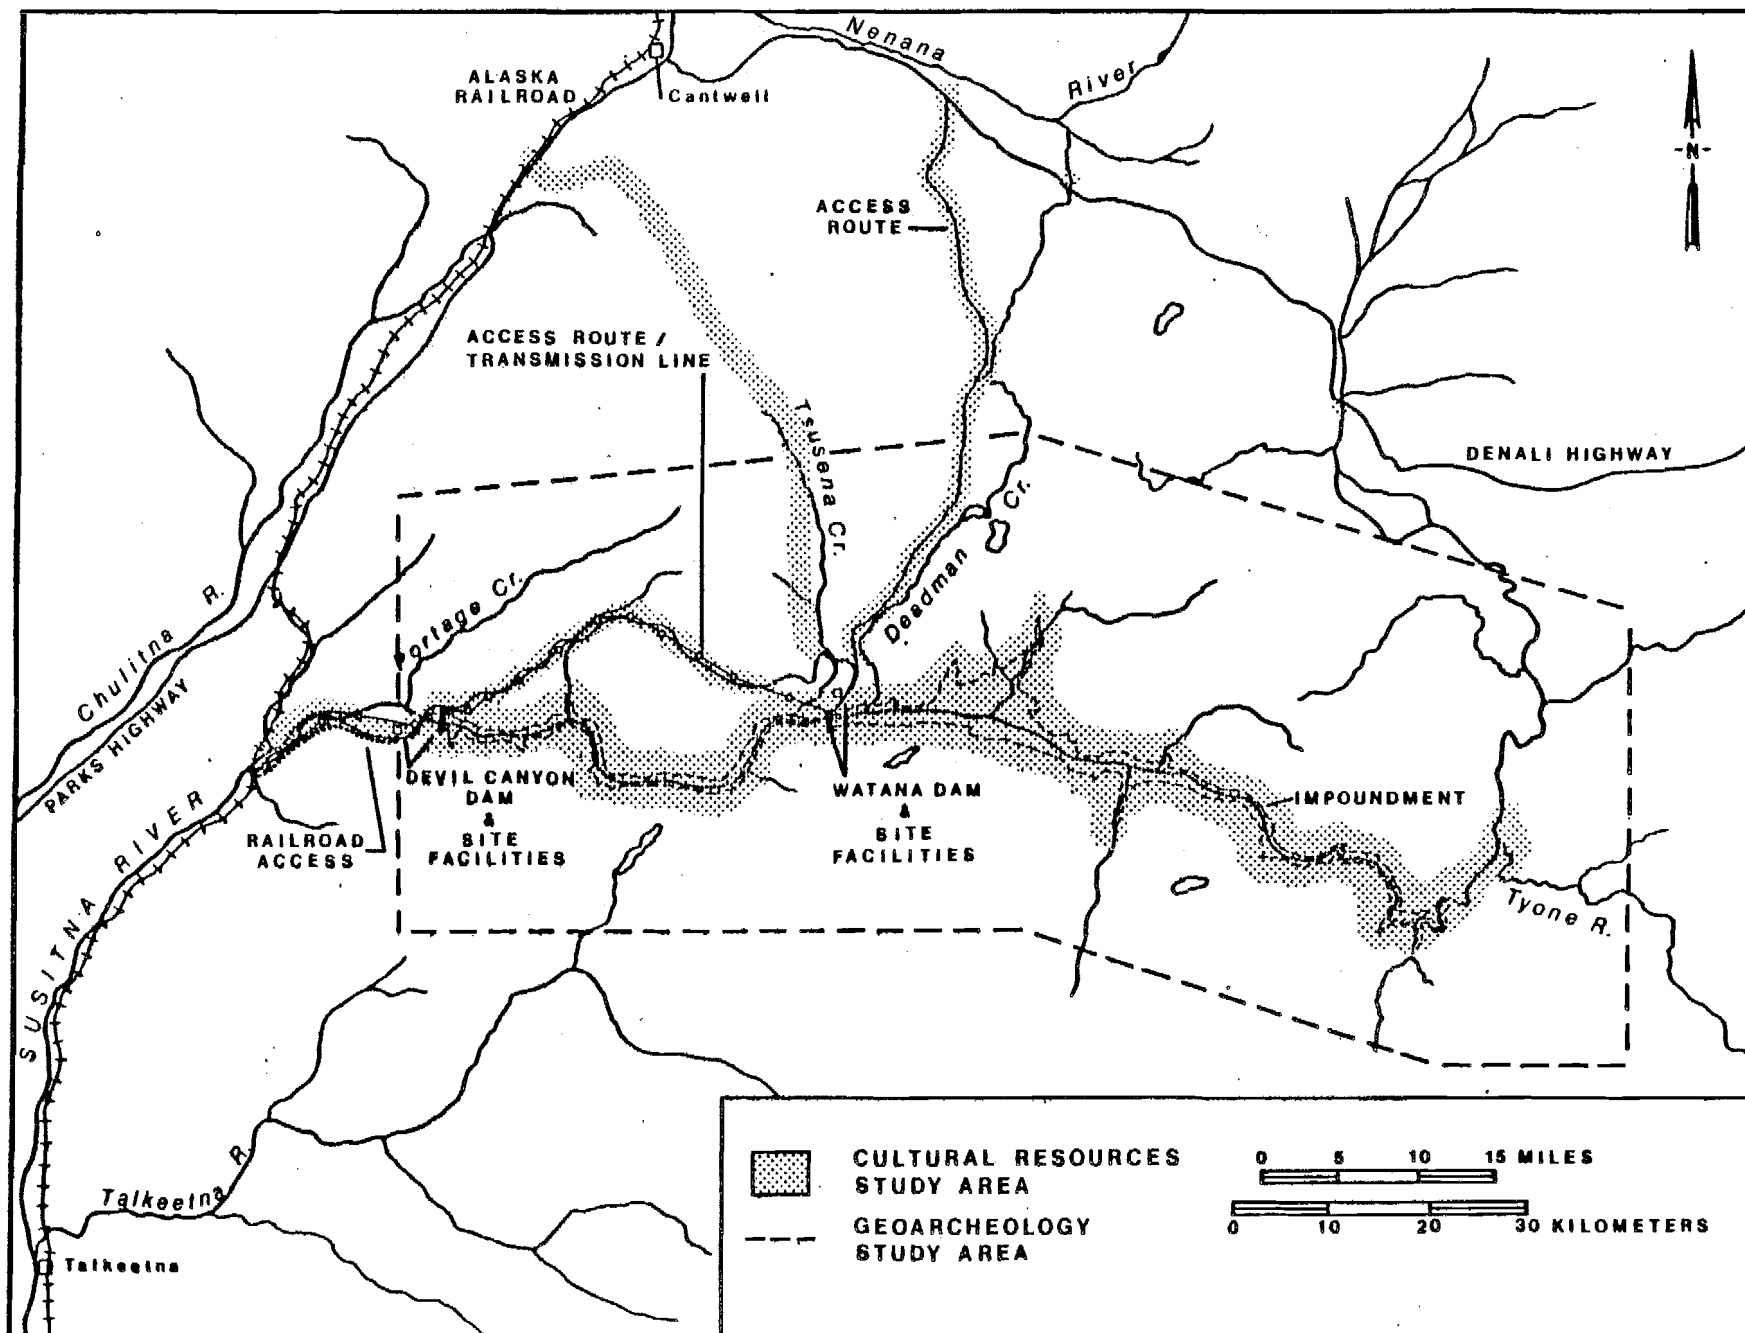 Nenana
River
ALASKA
RAILROAD
Cantwell
-N-
ACCESS
ROUTE
ACCESS ROUTE /
TRANSMISSION LINE
Tsusena Cr.
DENALI HIGHWAY
Deadman Cr.
Portage Cr.
Chulitna R.
PARKS HIGHWAY
SUSITNA RIVER
RAILROAD
ACCESS
DEVIL CANYON
DAM
&
SITE
FACILITIES
WATANA DAM
&
SITE
FACILITIES
IMPOUNDMENT
Tyone R.
Talkeetna R.
Talkeetna
CULTURAL RESOURCES
STUDY AREA
GEOARCHEOLOGY
STUDY AREA
0 5 10 15 MILES
0 10 20 30 KILOMETERS